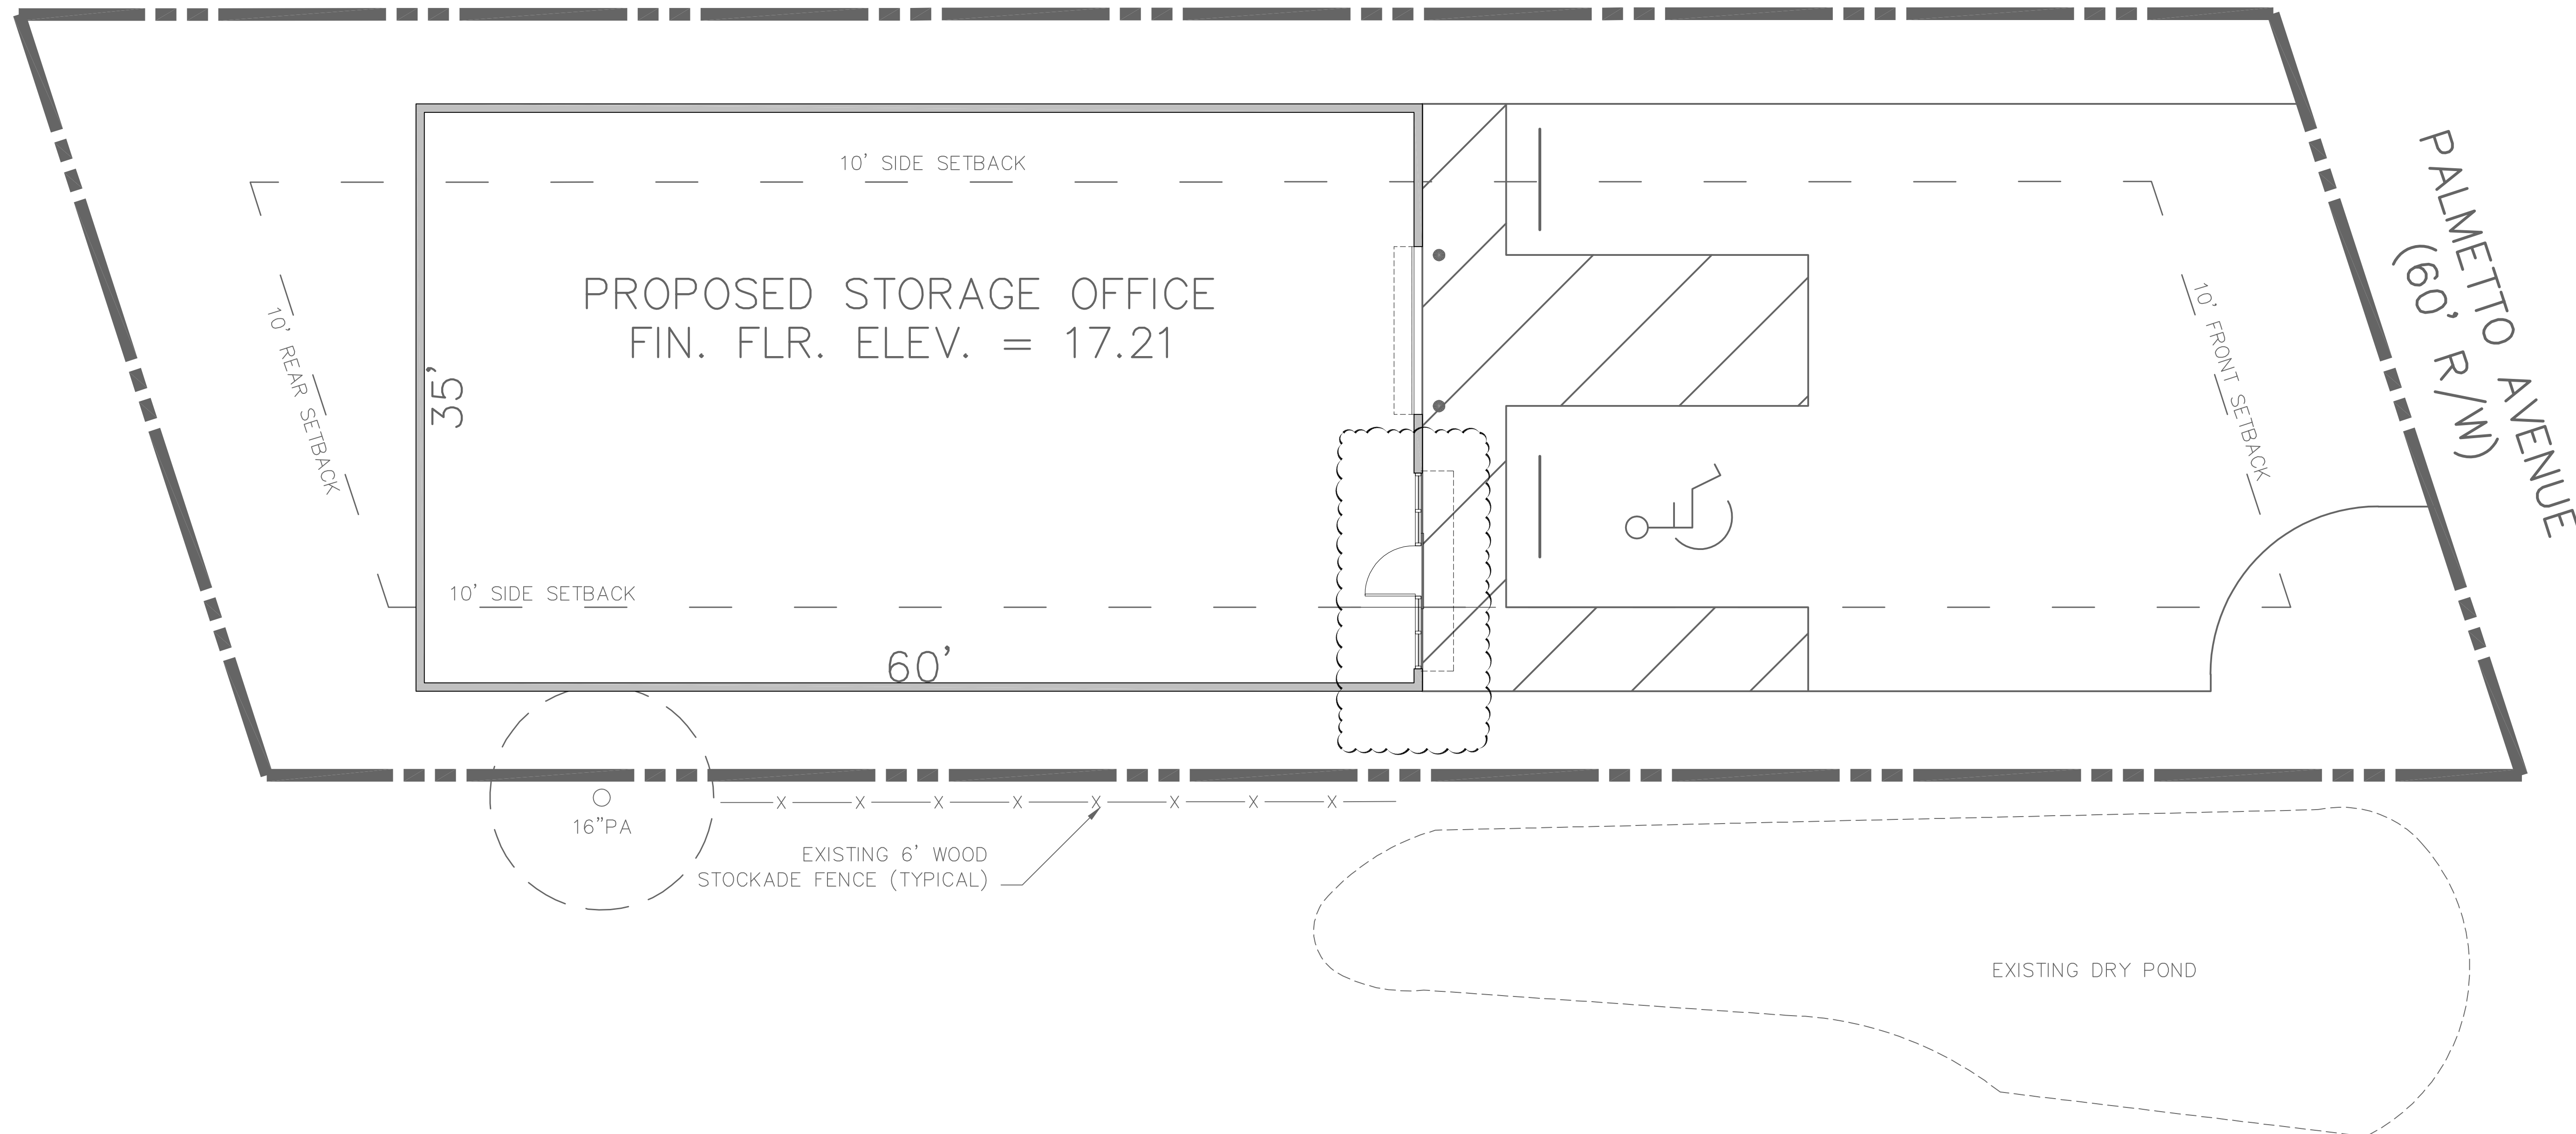 10' SIDE SETBACK
PALMETTO AVENUE
(60' R/W)
PROPOSED STORAGE OFFICE
FIN. FLR. ELEV. = 17.21
10' REAR SETBACK
10' FRONT SETBACK
35'
10' SIDE SETBACK
60'
X X X X X X X X
16"PA
EXISTING 6' WOOD
STOCKADE FENCE (TYPICAL)
EXISTING DRY POND